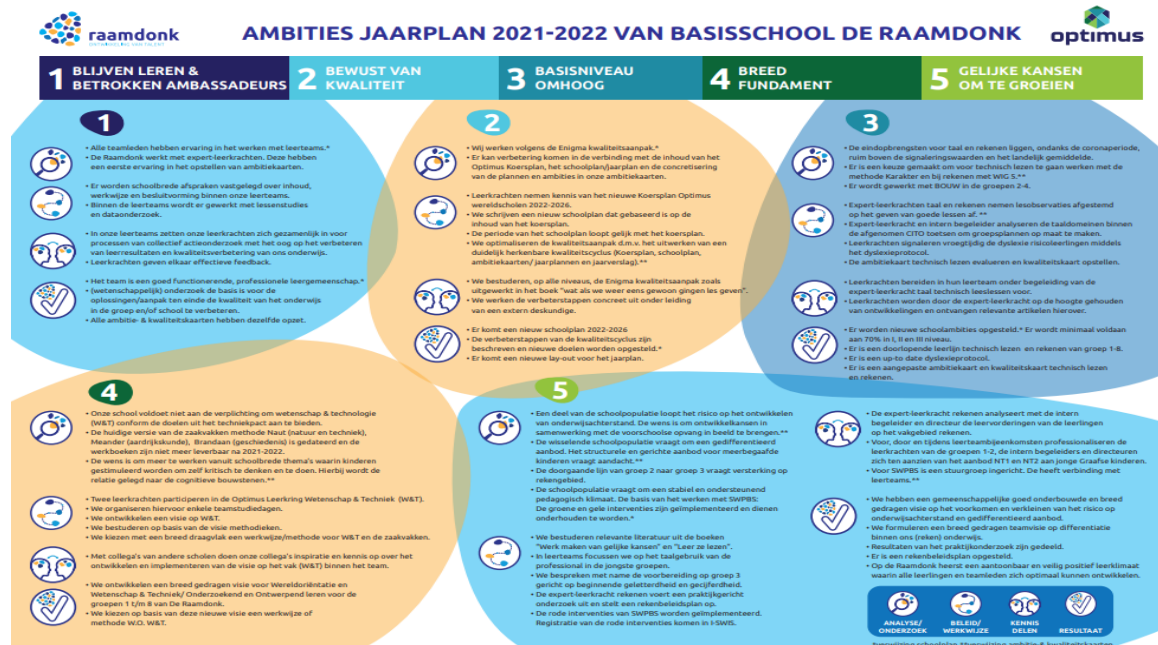 raamdonk
ONTWIKKELING VAN TALENT
AMBITIES JAARPLAN 2021-2022 VAN BASISSCHOOL DE RAAMDONK
optimus
1 BLIJVEN LEREN &
BETROKKEN AMBASSADEURS
2 BEWUST VAN
KWALITEIT
3 BASISNIVEAU
OMHOOG
4 BREED
FUNDAMENT
5 GELIJKE KANSEN
OM TE GROEIEN
1
• Alle teamleden hebben ervaring in het werken met leerteams.*
• De Raamdonk werkt met expert-leerkrachten. Deze hebben
een eerste ervaring in het opstellen van ambitiekaarten.
• Er worden schoolbrede afspraken vastgelegd over inhoud,
werkwijze en besluitvorming binnen onze leerteams.
• Binnen de leerteams wordt er gewerkt met lessenstudies
en dataonderzoek.
• In onze leerteams zetten onze leerkrachten zich gezamenlijk in voor
processen van collectief actieonderzoek met het oog op het verbeteren
van leerresultaten en kwaliteitsverbetering van ons onderwijs.
• Leerkrachten geven elkaar effectieve feedback.
• Het team is een goed functionerende, professionele leergemeenschap.*
• (wetenschappelijk) onderzoek de basis is voor de
oplossingen/aanpak ten einde de kwaliteit van het onderwijs
in de groep en/of school te verbeteren.
• Alle ambitie- & kwaliteitskaarten hebben dezelfde opzet.
2
• Wij werken volgens de Enigma kwaliteitsaanpak.*
• Er kan verbetering komen in de verbinding met de inhoud van het
Optimus Koersplan, het schoolplan/jaarplan en de concretisering
van de plannen en ambities in onze ambitiekaarten.
• Leerkrachten nemen kennis van het nieuwe Koersplan Optimus
wereldscholen 2022-2026.
• We schrijven een nieuw schoolplan dat gebaseerd is op de
inhoud van het koersplan.
• De periode van het schoolplan loopt gelijk met het koersplan.
• We optimaliseren de kwaliteitsaanpak d.m.v. het uitwerken van een
duidelijk herkenbare kwaliteitscyclus (Koersplan, schoolplan,
ambitiekaarten/ jaarplannen en jaarverslag).**
• We bestuderen, op alle niveaus, de Enigma kwaliteitsaanpak zoals
uitgewerkt in het boek "wat als we weer eens gewoon gingen les geven".
• We werken de verbeterstappen concreet uit onder leiding
van een extern deskundige.
• Er komt een nieuw schoolplan 2022-2026
• De verbeterstappen van de kwaliteitscyclus zijn
beschreven en nieuwe doelen worden opgesteld.*
• Er komt een nieuwe lay-out voor het jaarplan.
3
• De eindopbrengsten voor taal en rekenen liggen, ondanks de coronaperiode,
ruim boven de signaleringswaarden en het landelijk gemiddelde.
• Er is een keuze gemaakt om voor technisch lezen te gaan werken met de
methode Karakter en bij rekenen met WIG 5.**
• Er wordt gewerkt met BOUW in de groepen 2-4.
• Expert-leerkrachten taal en rekenen nemen lesobservaties afgestemd
op het geven van goede lessen af. **
• Expert-leerkracht en intern begeleider analyseren de taaldomeinen binnen
de afgenomen CITO toetsen om groepsplannen op maat te maken.
• Leerkrachten signaleren vroegtijdig de dyslexie risicoleerlingen middels
het dyslexieprotocol.
• De ambitiekaart technisch lezen evalueren en kwaliteitskaart opstellen.
• Leerkrachten bereiden in hun leerteam onder begeleiding van de
expert-leerkracht taal technisch leeslessen voor.
• Leerkrachten worden door de expert-leerkracht op de hoogte gehouden
van ontwikkelingen en ontvangen relevante artikelen hierover.
• Er worden nieuwe schoolambities opgesteld.* Er wordt minimaal voldaan
aan 70% in I, II en III niveau.
• Er is een doorlopende leerlijn technisch lezen en rekenen van groep 1-8.
• Er is een up-to date dyslexieprotocol.
• Er is een aangepaste ambitiekaart en kwaliteitskaart technisch lezen
en rekenen.
4
• Onze school voldoet niet aan de verplichting om wetenschap & technologie
(W&T) conform de doelen uit het techniekpact aan te bieden.
• De huidige versie van de zaakvakken methode Naut (natuur en techniek),
Meander (aardrijkskunde), Brandaan (geschiedenis) is gedateerd en de
werkboeken zijn niet meer leverbaar na 2021-2022.
• De wens is om meer te werken vanuit schoolbrede thema's waarin kinderen
gestimuleerd worden om zelf kritisch te denken en te doen. Hierbij wordt de
relatie gelegd naar de cognitieve bouwstenen.**
• Twee leerkrachten participeren in de Optimus Leerkring Wetenschap & Techniek (W&T).
• We organiseren hiervoor enkele teamstudiedagen.
• We ontwikkelen een visie op W&T.
• We bestuderen op basis van de visie methodieken.
• We kiezen met een breed draagvlak een werkwijze/methode voor W&T en de zaakvakken.
• Met collega's van andere scholen doen onze collega's inspiratie en kennis op over het
ontwikkelen en implementeren van de visie op het vak (W&T) binnen het team.
• We ontwikkelen een breed gedragen visie voor Wereldoriëntatie en
Wetenschap & Techniek/ Onderzoekend en Ontwerpend leren voor de
groepen 1 t/m 8 van De Raamdonk.
• We kiezen op basis van deze nieuwe visie een werkwijze of
methode W.O. W&T.
5
• Een deel van de schoolpopulatie loopt het risico op het ontwikkelen
van onderwijsachterstand. De wens is om ontwikkelkansen in
samenwerking met de voorschoolse opvang in beeld te brengen.**
• De wisselende schoolpopulatie vraagt om een gedifferentieerd
aanbod. Het structurele en gerichte aanbod voor meerbegaafde
kinderen vraagt aandacht.**
• De doorgaande lijn van groep 2 naar groep 3 vraagt versterking op
rekengebied.
• De schoolpopulatie vraagt om een stabiel en ondersteunend
pedagogisch klimaat. De basis van het werken met SWPBS:
De groene en gele interventies zijn geïmplementeerd en dienen
onderhouden te worden.*
• We bestuderen relevante literatuur uit de boeken
"Werk maken van gelijke kansen" en "Leer ze lezen".
• In leerteams focussen we op het taalgebruik van de
professional in de jongste groepen.
• We bespreken met name de voorbereiding op groep 3
gericht op beginnende geletterdheid en gecijferdheid.
• De expert-leerkracht rekenen voert een praktijkgericht
onderzoek uit en stelt een rekenbeleidsplan op.
• De rode interventies van SWPBS worden geïmplementeerd.
Registratie van de rode interventies komen in I-SWIS.
• De expert-leerkracht rekenen analyseert met de intern
begeleider en directeur de leervorderingen van de leerlingen
op het vakgebied rekenen.
• Voor, door en tijdens leerteambijeenkomsten professionaliseren de
leerkrachten van de groepen 1-2, de intern begeleiders en directeuren
zich ten aanzien van het aanbod NT1 en NT2 aan jonge Graafse kinderen.
• Voor SWPBS is een stuurgroep ingericht. De heeft verbinding met
leerteams.**
• We hebben een gemeenschappelijke goed onderbouwde en breed
gedragen visie op het voorkomen en verkleinen van het risico op
onderwijsachterstand en gedifferentieerd aanbod.
• We formuleren een breed gedragen teamvisie op differentiatie
binnen ons (reken) onderwijs.
• Resultaten van het praktijkonderzoek zijn gedeeld.
• Er is een rekenbeleidsplan opgesteld.
• Op de Raamdonk heerst een aantoonbaar en veilig positief leerklimaat
waarin alle leerlingen en teamleden zich optimaal kunnen ontwikkelen.
ANALYSE/
ONDERZOEK
BELEID/
WERKWIJZE
KENNIS
DELEN
RESULTAAT